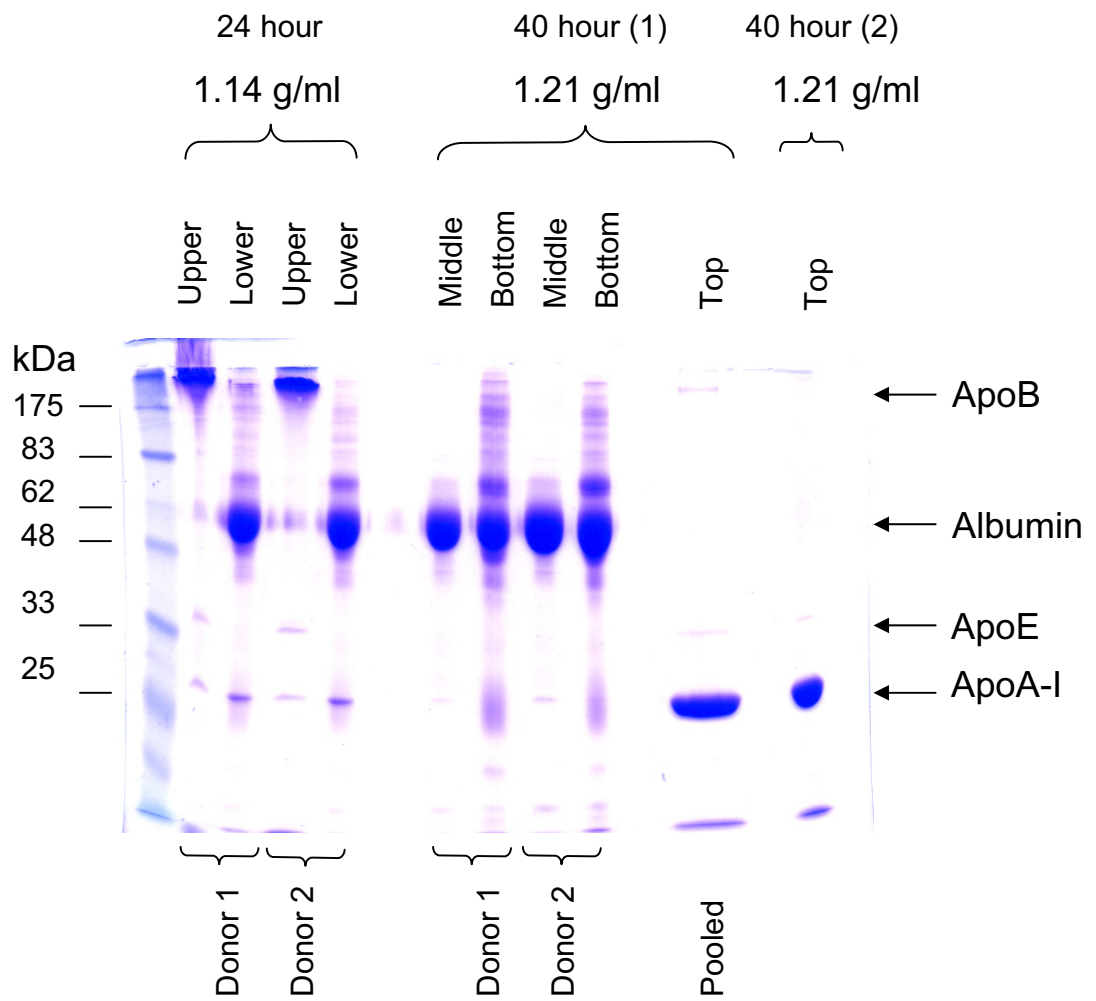 24 hour
40 hour (1)
40 hour (2)
1.14 g/ml
1.21 g/ml
1.21 g/ml
Upper
Lower
Upper
Lower
Middle
Bottom
Middle
Bottom
Top
Top
kDa
175
83
62
48
33
25
ApoB
Albumin
ApoE
ApoA-I
Donor 1
Donor 2
Donor 1
Donor 2
Pooled